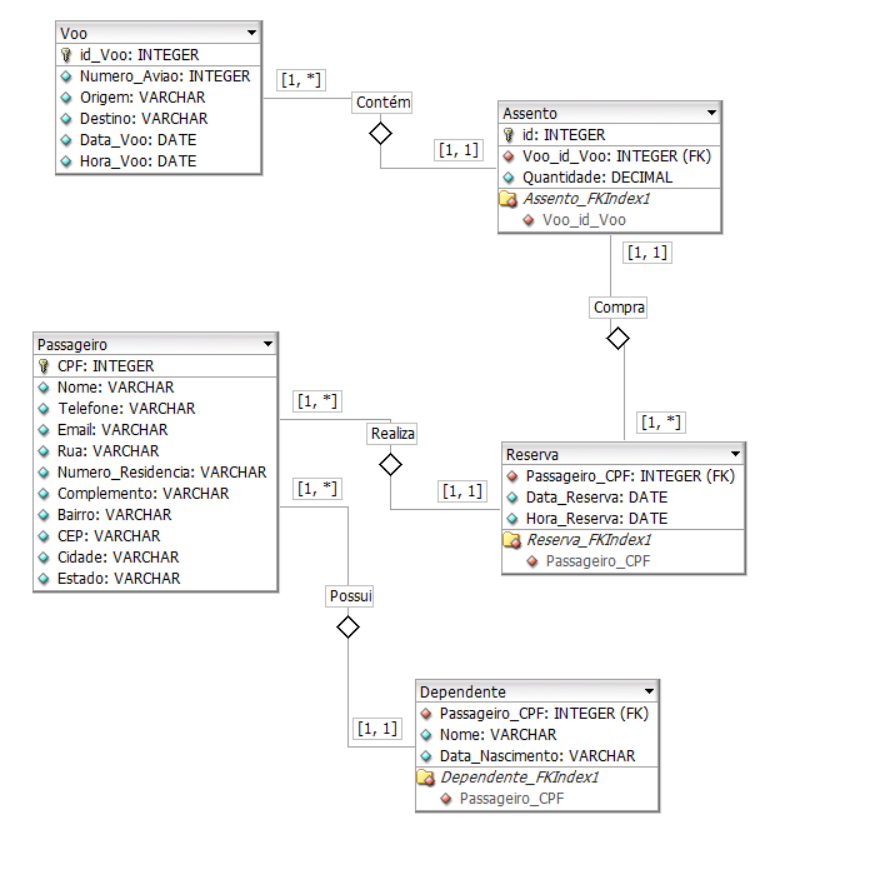 Voo
id_Voo: INTEGER
Numero_Aviao: INTEGER
Origem: VARCHAR
Destino: VARCHAR
Data_Voo: DATE
Hora_Voo: DATE
[1, *]
Contém
[1, 1]
Assento
id: INTEGER
Voo_id_Voo: INTEGER (FK)
Quantidade: DECIMAL
Assento_FKIndex1
Voo_id_Voo
[1, 1]
Compra
[1, *]
Passageiro
CPF: INTEGER
Nome: VARCHAR
Telefone: VARCHAR
Email: VARCHAR
Rua: VARCHAR
Numero_Residencia: VARCHAR
Complemento: VARCHAR
Bairro: VARCHAR
CEP: VARCHAR
Cidade: VARCHAR
Estado: VARCHAR
[1, *]
Realiza
[1, 1]
Reserva
Passageiro_CPF: INTEGER (FK)
Data_Reserva: DATE
Hora_Reserva: DATE
Reserva_FKIndex1
Passageiro_CPF
[1, *]
Possui
[1, 1]
Dependente
Passageiro_CPF: INTEGER (FK)
Nome: VARCHAR
Data_Nascimento: VARCHAR
Dependente_FKIndex1
Passageiro_CPF